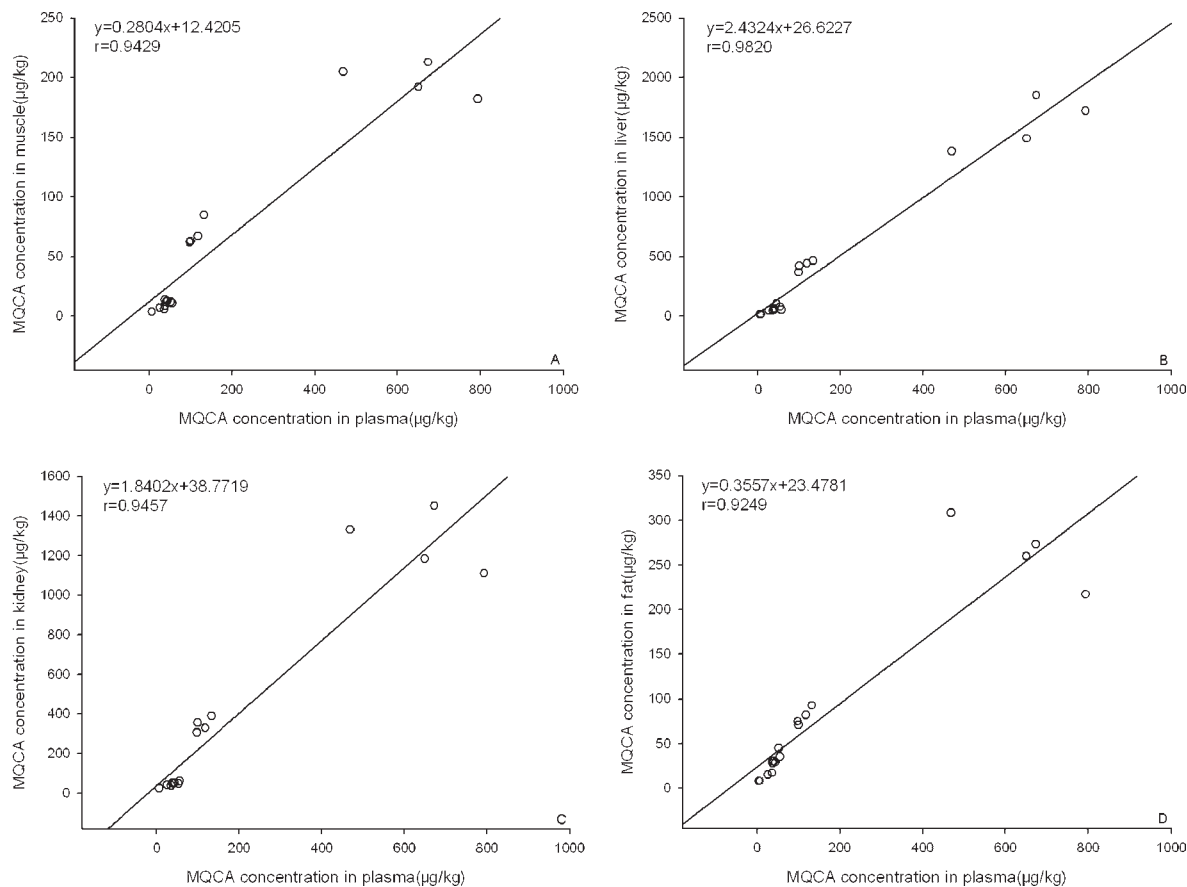 y=0.2804x+12.4205
r=0.9429
250
200
150
100
50
0
MQCA concentration in muscle(µg/kg)
A
0 200 400 600 800 1000
MQCA concentration in plasma(µg/kg)
y=2.4324x+26.6227
r=0.9820
2500
2000
1500
1000
500
0
MQCA concentration in liver(µg/kg)
B
0 200 400 600 800 1000
MQCA concentration in plasma(µg/kg)
y=1.8402x+38.7719
r=0.9457
1600
1400
1200
1000
800
600
400
200
0
MQCA concentration in kidney(µg/kg)
C
0 200 400 600 800 1000
MQCA concentration in plasma(µg/kg)
y=0.3557x+23.4781
r=0.9249
350
300
250
200
150
100
50
0
MQCA concentration in fat(µg/kg)
D
0 200 400 600 800 1000
MQCA concentration in plasma(µg/kg)